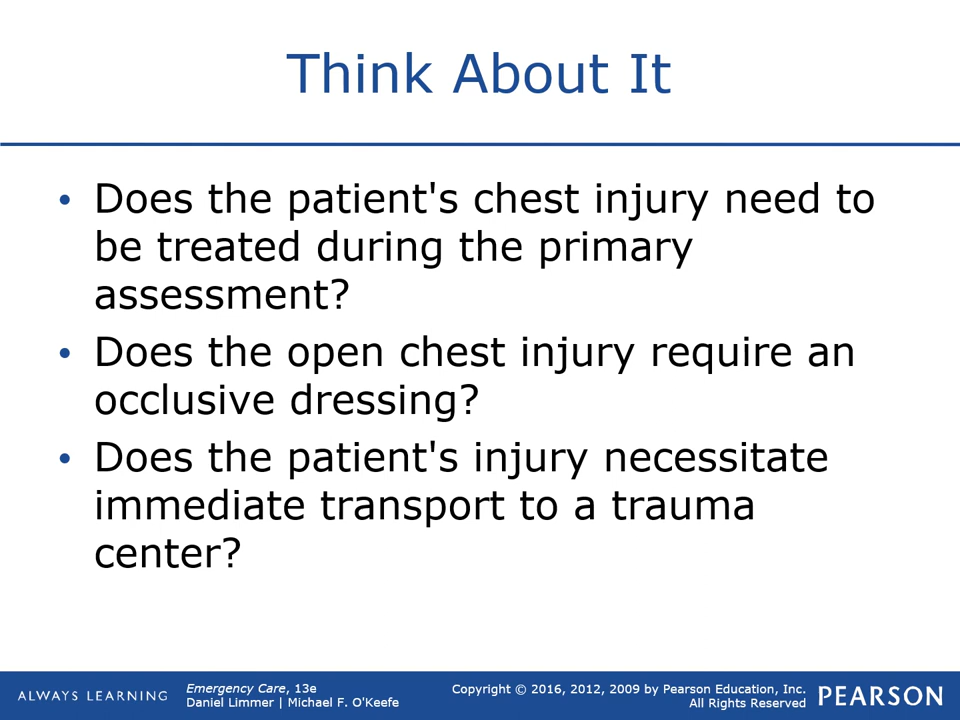 Think About It
• Does the patient's chest injury need to
be treated during the primary
assessment?
• Does the open chest injury require an
occlusive dressing?
• Does the patient's injury necessitate
immediate transport to a trauma
center?
ALWAYS LEARNING
Emergency Care, 13e
Daniel Limmer | Michael F. O'Keefe
Copyright © 2016, 2012, 2009 by Pearson Education, Inc.
All Rights Reserved
PEARSON